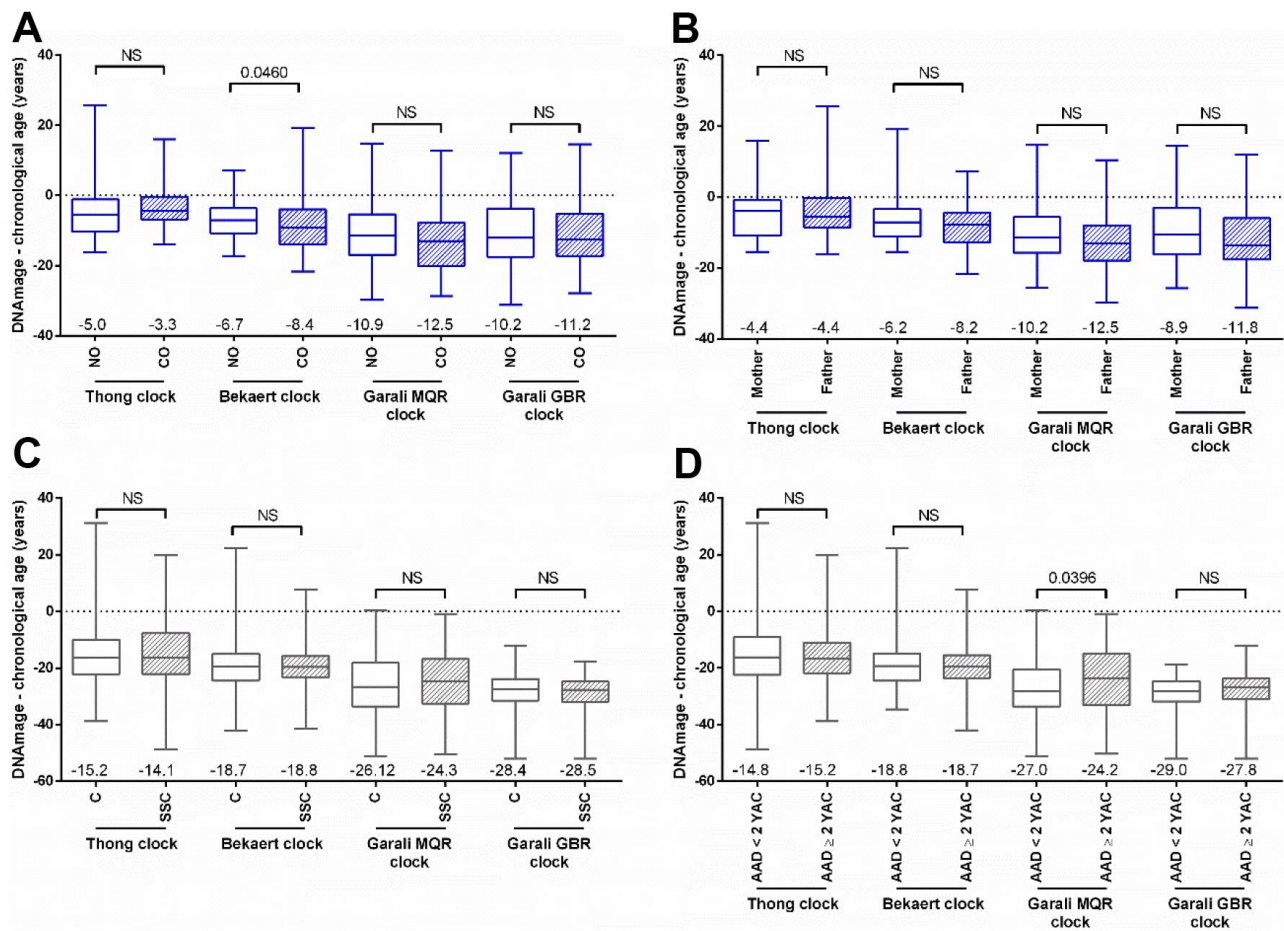 A
DNAmage - chronological age (years)
40
20
0
-20
-40
NS
0.0460
NS
NS
-5.0 -3.3 -6.7 -8.4 -10.9 -12.5 -10.2 -11.2
NO CO NO CO NO CO NO CO
Thong clock Bekaert clock Garali MQR clock Garali GBR clock
B
DNAmage - chronological age (years)
40
20
0
-20
-40
NS
NS
NS
NS
-4.4 -4.4 -6.2 -8.2 -10.2 -12.5 -8.9 -11.8
Mother Father Mother Father Mother Father Mother Father
Thong clock Bekaert clock Garali MQR clock Garali GBR clock
C
DNAmage - chronological age (years)
40
20
0
-20
-40
-60
NS
NS
NS
NS
-15.2 -14.1 -18.7 -18.8 -26.12 -24.3 -28.4 -28.5
C SSC C SSC C SSC C SSC
Thong clock Bekaert clock Garali MQR clock Garali GBR clock
D
DNAmage - chronological age (years)
40
20
0
-20
-40
-60
NS
NS
0.0396
NS
-14.8 -15.2 -18.8 -18.7 -27.0 -24.2 -29.0 -27.8
AAD < 2 YAC AAD ≥ 2 YAC AAD < 2 YAC AAD ≥ 2 YAC AAD < 2 YAC AAD ≥ 2 YAC AAD < 2 YAC AAD ≥ 2 YAC
Thong clock Bekaert clock Garali MQR clock Garali GBR clock